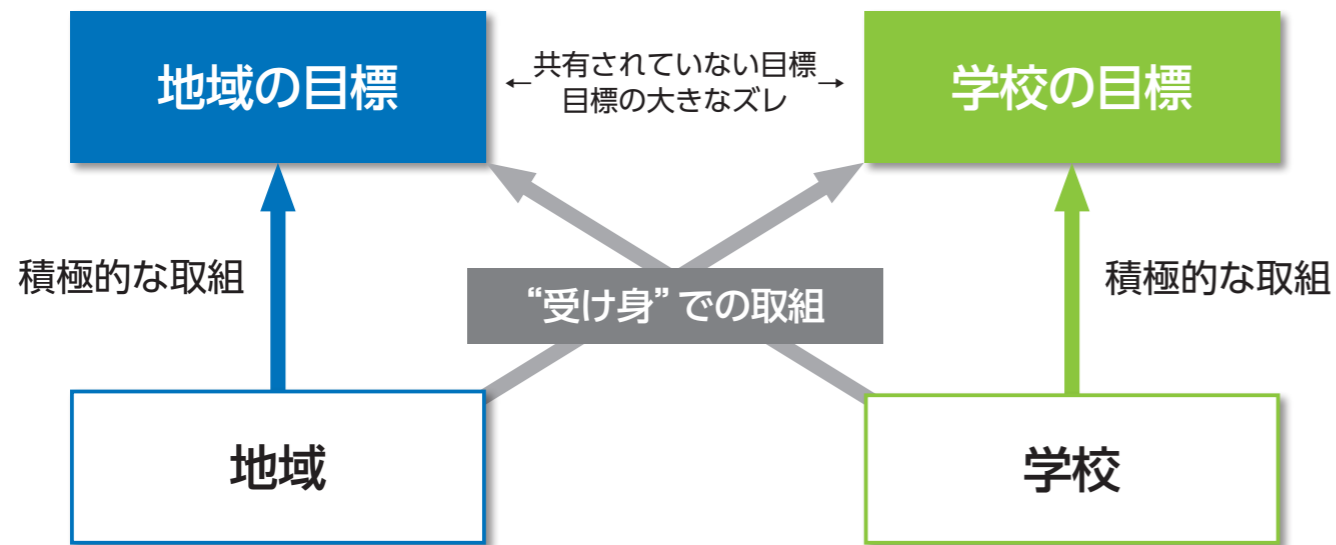 地域の目標
←共有されていない目標→
目標の大きなズレ
学校の目標
積極的な取組
“受け身”での取組
積極的な取組
地域
学校